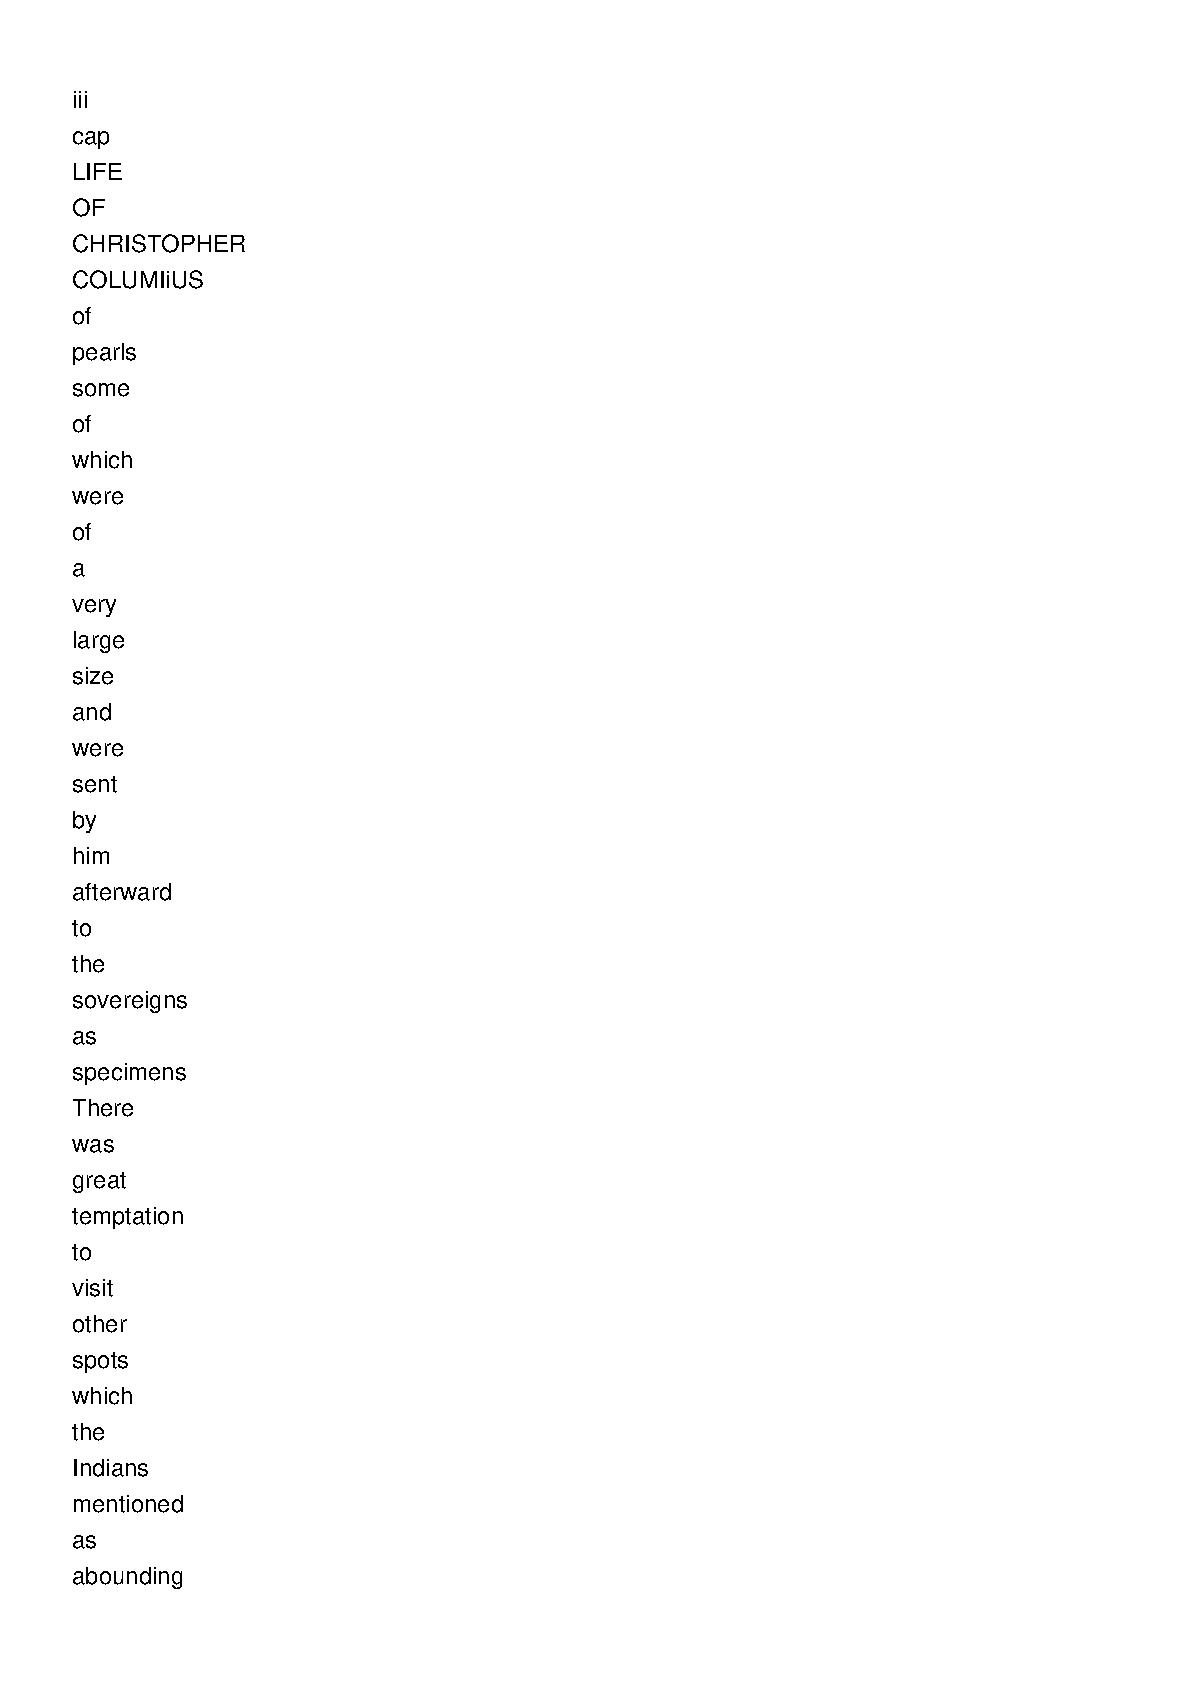 iii
cap
LIFE
OF
CHRISTOPHER
COLUMIiUS
of
pearls
some
of
which
were
of
a
very
large
size
and
were
sent
by
him
afterward
to
the
sovereigns
as
specimens
There
was
great
temptation
to
visit
other
spots
which
the
Indians
mentioned
as
abounding